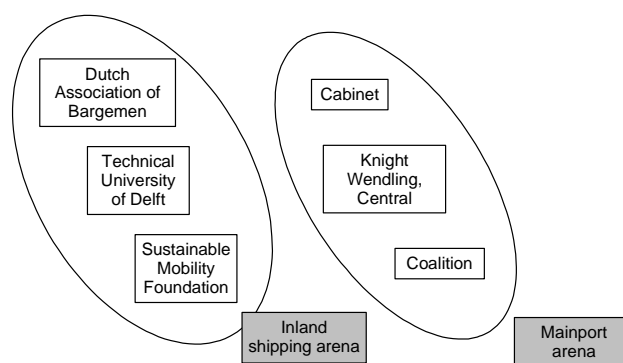 Dutch
Association of
Bargemen
Technical
University
of Delft
Sustainable
Mobility
Foundation
Inland
shipping arena
Cabinet
Knight
Wendling,
Central
Coalition
Mainport
arena